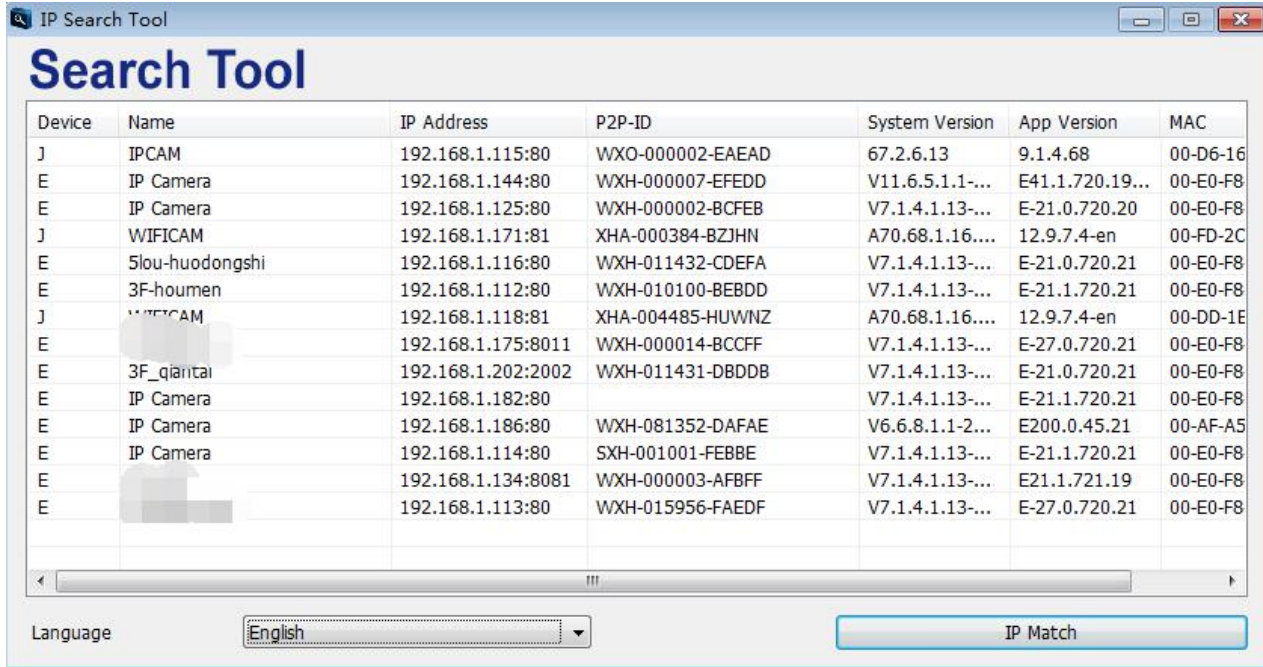 IP Search Tool
Search Tool
Device Name IP Address P2P-ID System Version App Version MAC
J IPCAM 192.168.1.115:80 WXO-000002-EAEAD 67.2.6.13 9.1.4.68 00-D6-16
E IP Camera 192.168.1.144:80 WXH-000007-EFEDD V11.6.5.1.1-... E41.1.720.19... 00-E0-F8
E IP Camera 192.168.1.125:80 WXH-000002-BCFEB V7.1.4.1.13-... E-21.0.720.20 00-E0-F8
J WIFICAM 192.168.1.171:81 XHA-000384-BZJHN A70.68.1.16.... 12.9.7.4-en 00-FD-2C
E 5lou-huodongshi 192.168.1.116:80 WXH-011432-CDEFA V7.1.4.1.13-... E-21.0.720.21 00-E0-F8
E 3F-houmen 192.168.1.112:80 WXH-010100-BEBDD V7.1.4.1.13-... E-21.1.720.21 00-E0-F8
J WIFICAM 192.168.1.118:81 XHA-004485-HUWNZ A70.68.1.16.... 12.9.7.4-en 00-DD-1E
E 192.168.1.175:8011 WXH-000014-BCCFF V7.1.4.1.13-... E-27.0.720.21 00-E0-F8
E 3F_qiantai 192.168.1.202:2002 WXH-011431-DBDDB V7.1.4.1.13-... E-21.0.720.21 00-E0-F8
E IP Camera 192.168.1.182:80 V7.1.4.1.13-... E-21.1.720.21 00-E0-F8
E IP Camera 192.168.1.186:80 WXH-081352-DAFAE V6.6.8.1.1-2... E200.0.45.21 00-AF-A5
E IP Camera 192.168.1.114:80 SXH-001001-FEBBE V7.1.4.1.13-... E-21.1.720.21 00-E0-F8
E 192.168.1.134:8081 WXH-000003-AFBFF V7.1.4.1.13-... E21.1.721.19 00-E0-F8
E 192.168.1.113:80 WXH-015956-FAEDF V7.1.4.1.13-... E-27.0.720.21 00-E0-F8
Language English IP Match